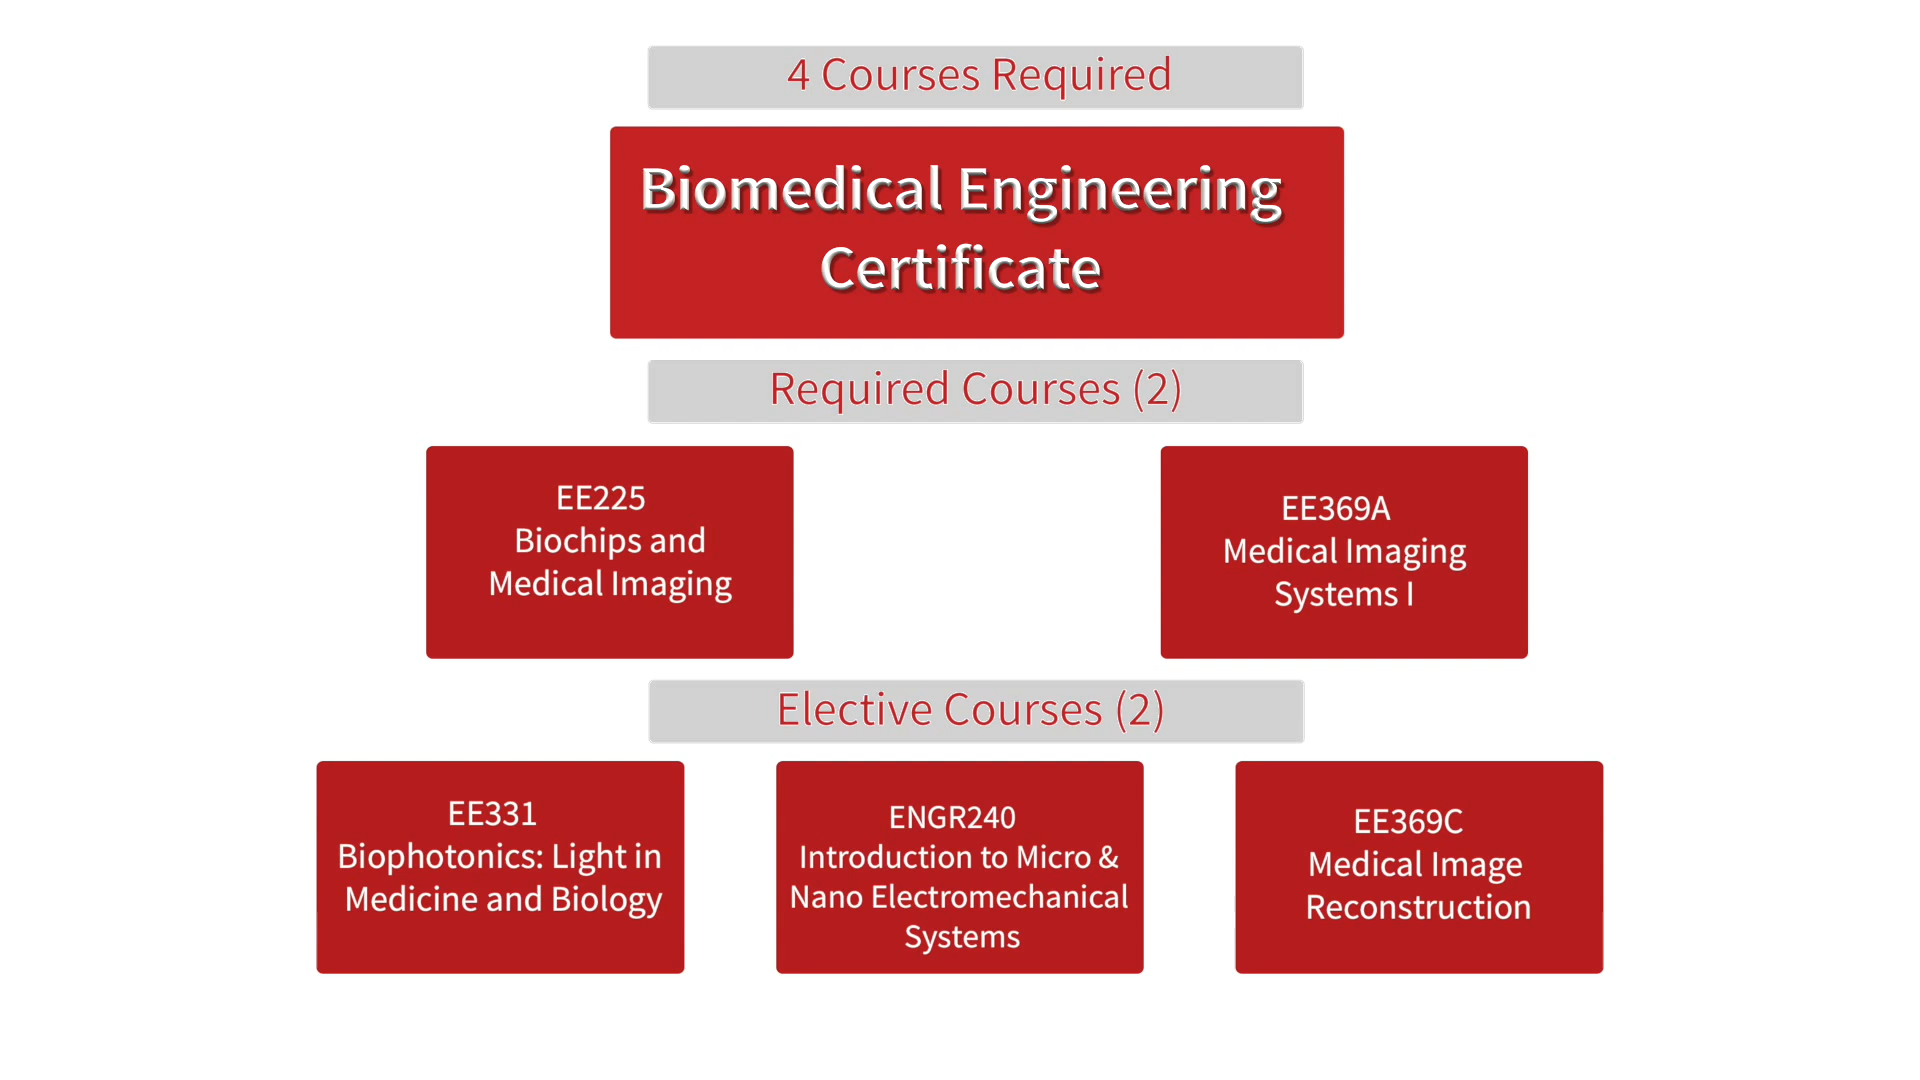 4 Courses Required
Biomedical Engineering
Certificate
Required Courses (2)
EE225
Biochips and
Medical Imaging
EE369A
Medical Imaging
Systems I
Elective Courses (2)
EE331
Biophotonics: Light in
Medicine and Biology
ENGR240
Introduction to Micro &
Nano Electromechanical
Systems
EE369C
Medical Image
Reconstruction